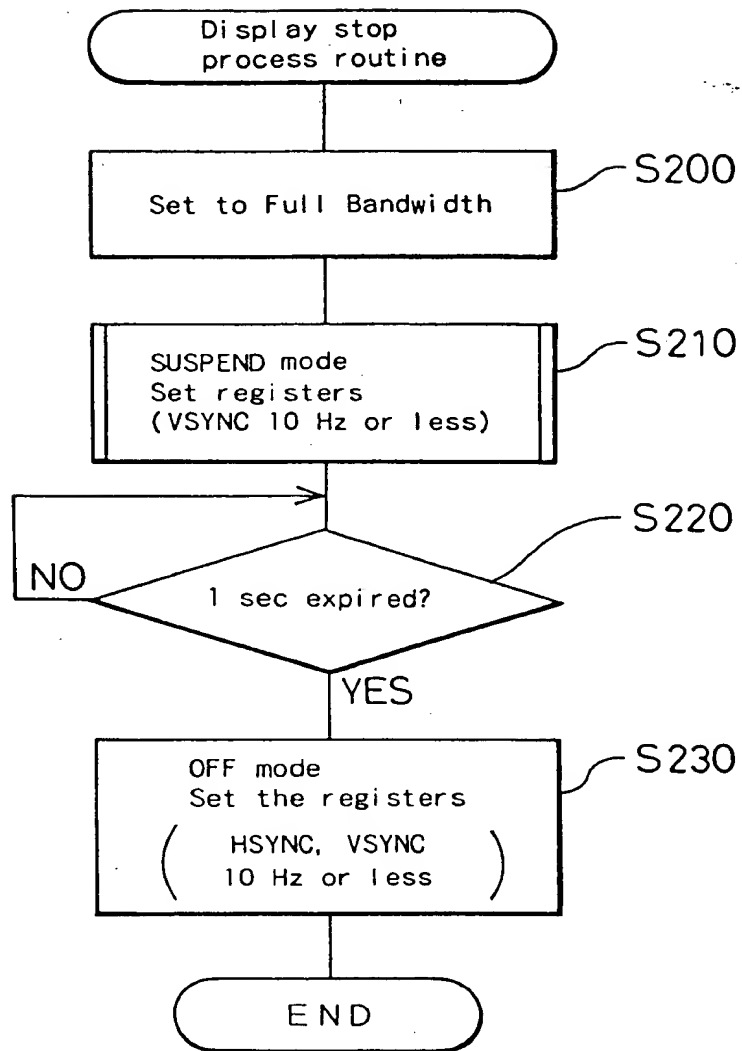 Display stop
process routine
S200
Set to Full Bandwidth
S210
SUSPEND mode
Set registers
(VSYNC 10 Hz or less)
S220
NO
1 sec expired?
YES
S230
OFF mode
Set the registers
( HSYNC, VSYNC
10 Hz or less )
END